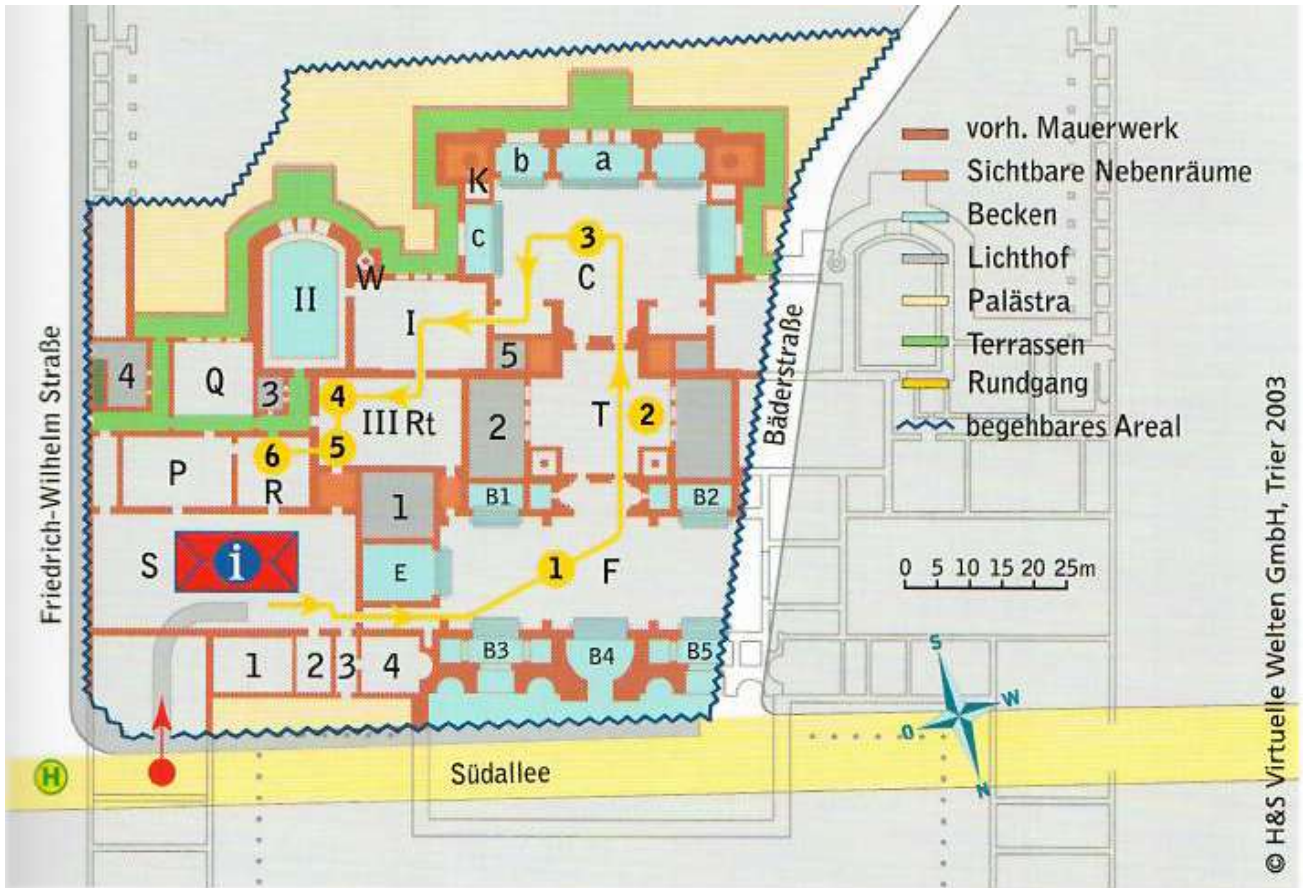 b
a
K
vorh. Mauerwerk
Sichtbare Nebenräume
Becken
Lichthof
Palästra
Terrassen
Rundgang
begehbares Areal
c
3
C
W
II
I
5
4
Q
3
4
III Rt
2
T
2
5
6
P
R
1
B1
B2
S
i
E
1
F
1
2
3
4
B3
B4
B5
0 5 10 15 20 25m
S
W
O
N
H
Südallee
Friedrich-Wilhelm Straße
Bäderstraße
© H&S Virtuelle Welten GmbH, Trier 2003